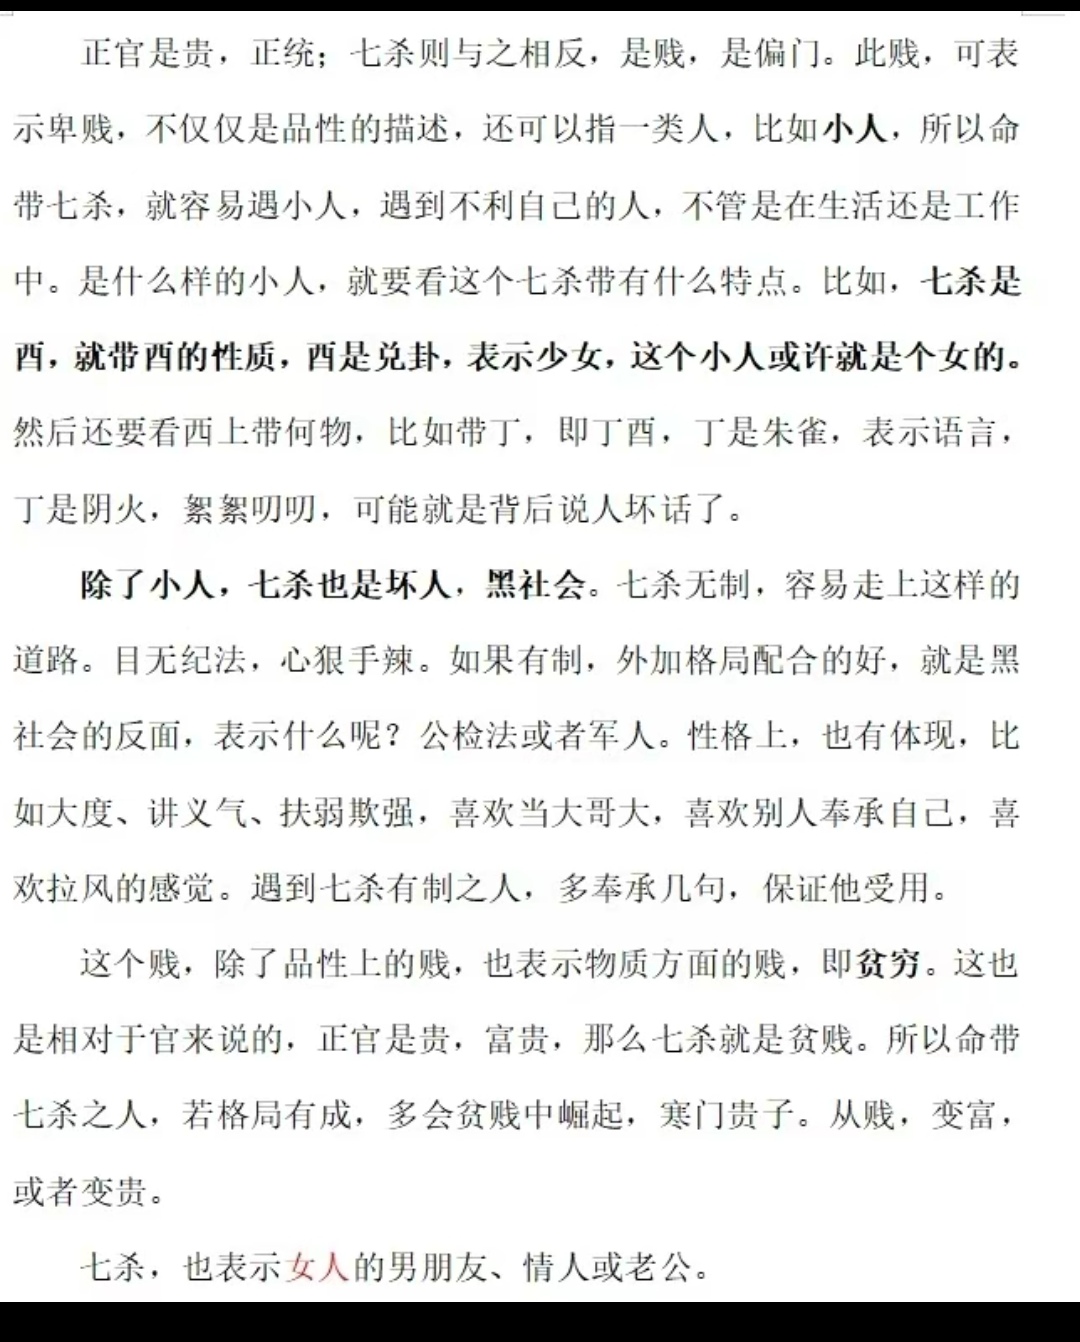 正官是贵，正统；七杀则与之相反，是贱，是偏门。此贱，可表
示卑贱，不仅仅是品性的描述，还可以指一类人，比如小人，所以命
带七杀，就容易遇小人，遇到不利自己的人，不管是在生活还是工作
中。是什么样的小人，就要看这个七杀带有什么特点。比如，七杀是
酉，就带酉的性质，酉是兑卦，表示少女，这个小人或许就是个女的。
然后还要看西上带何物，比如带丁，即丁酉，丁是朱雀，表示语言，
丁是阴火，絮絮叨叨，可能就是背后说人坏话了。
除了小人，七杀也是坏人，黑社会。七杀无制，容易走上这样的
道路。目无纪法，心狠手辣。如果有制，外加格局配合的好，就是黑
社会的反面，表示什么呢？公检法或者军人。性格上，也有体现，比
如大度、讲义气、扶弱欺强，喜欢当大哥大，喜欢别人奉承自己，喜
欢拉风的感觉。遇到七杀有制之人，多奉承几句，保证他受用。
这个贱，除了品性上的贱，也表示物质方面的贱，即贫穷。这也
是相对于官来说的，正官是贵，富贵，那么七杀就是贫贱。所以命带
七杀之人，若格局有成，多会贫贱中崛起，寒门贵子。从贱，变富，
或者变贵。
七杀，也表示女人的男朋友、情人或老公。